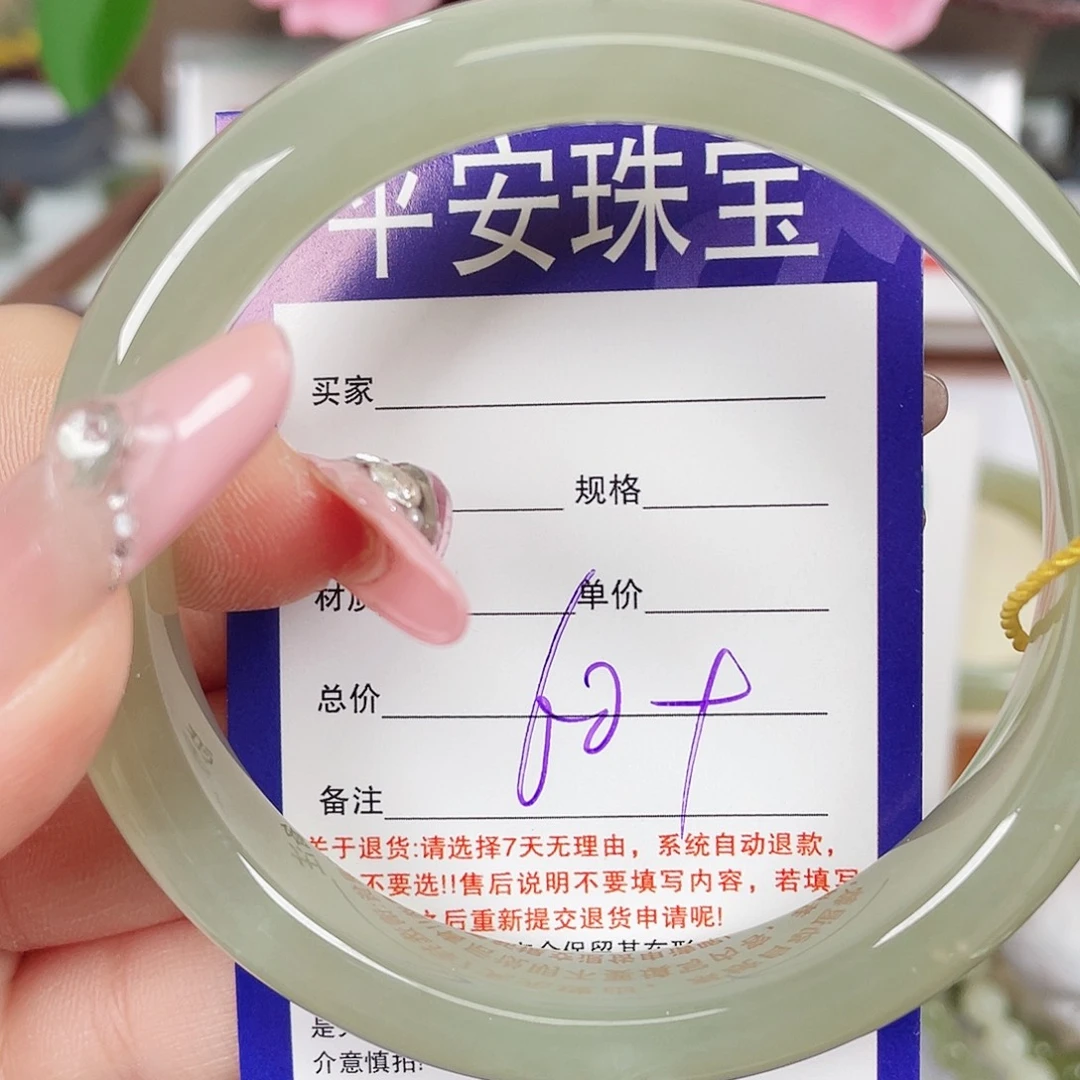 平安珠宝
买家
规格
材质 单价
总价
备注
关于退货:请选择7天无理由，系统自动退款，
不要选!!售后说明不要填写内容，若填写
之后重新提交退货申请呢!
介意慎拍!